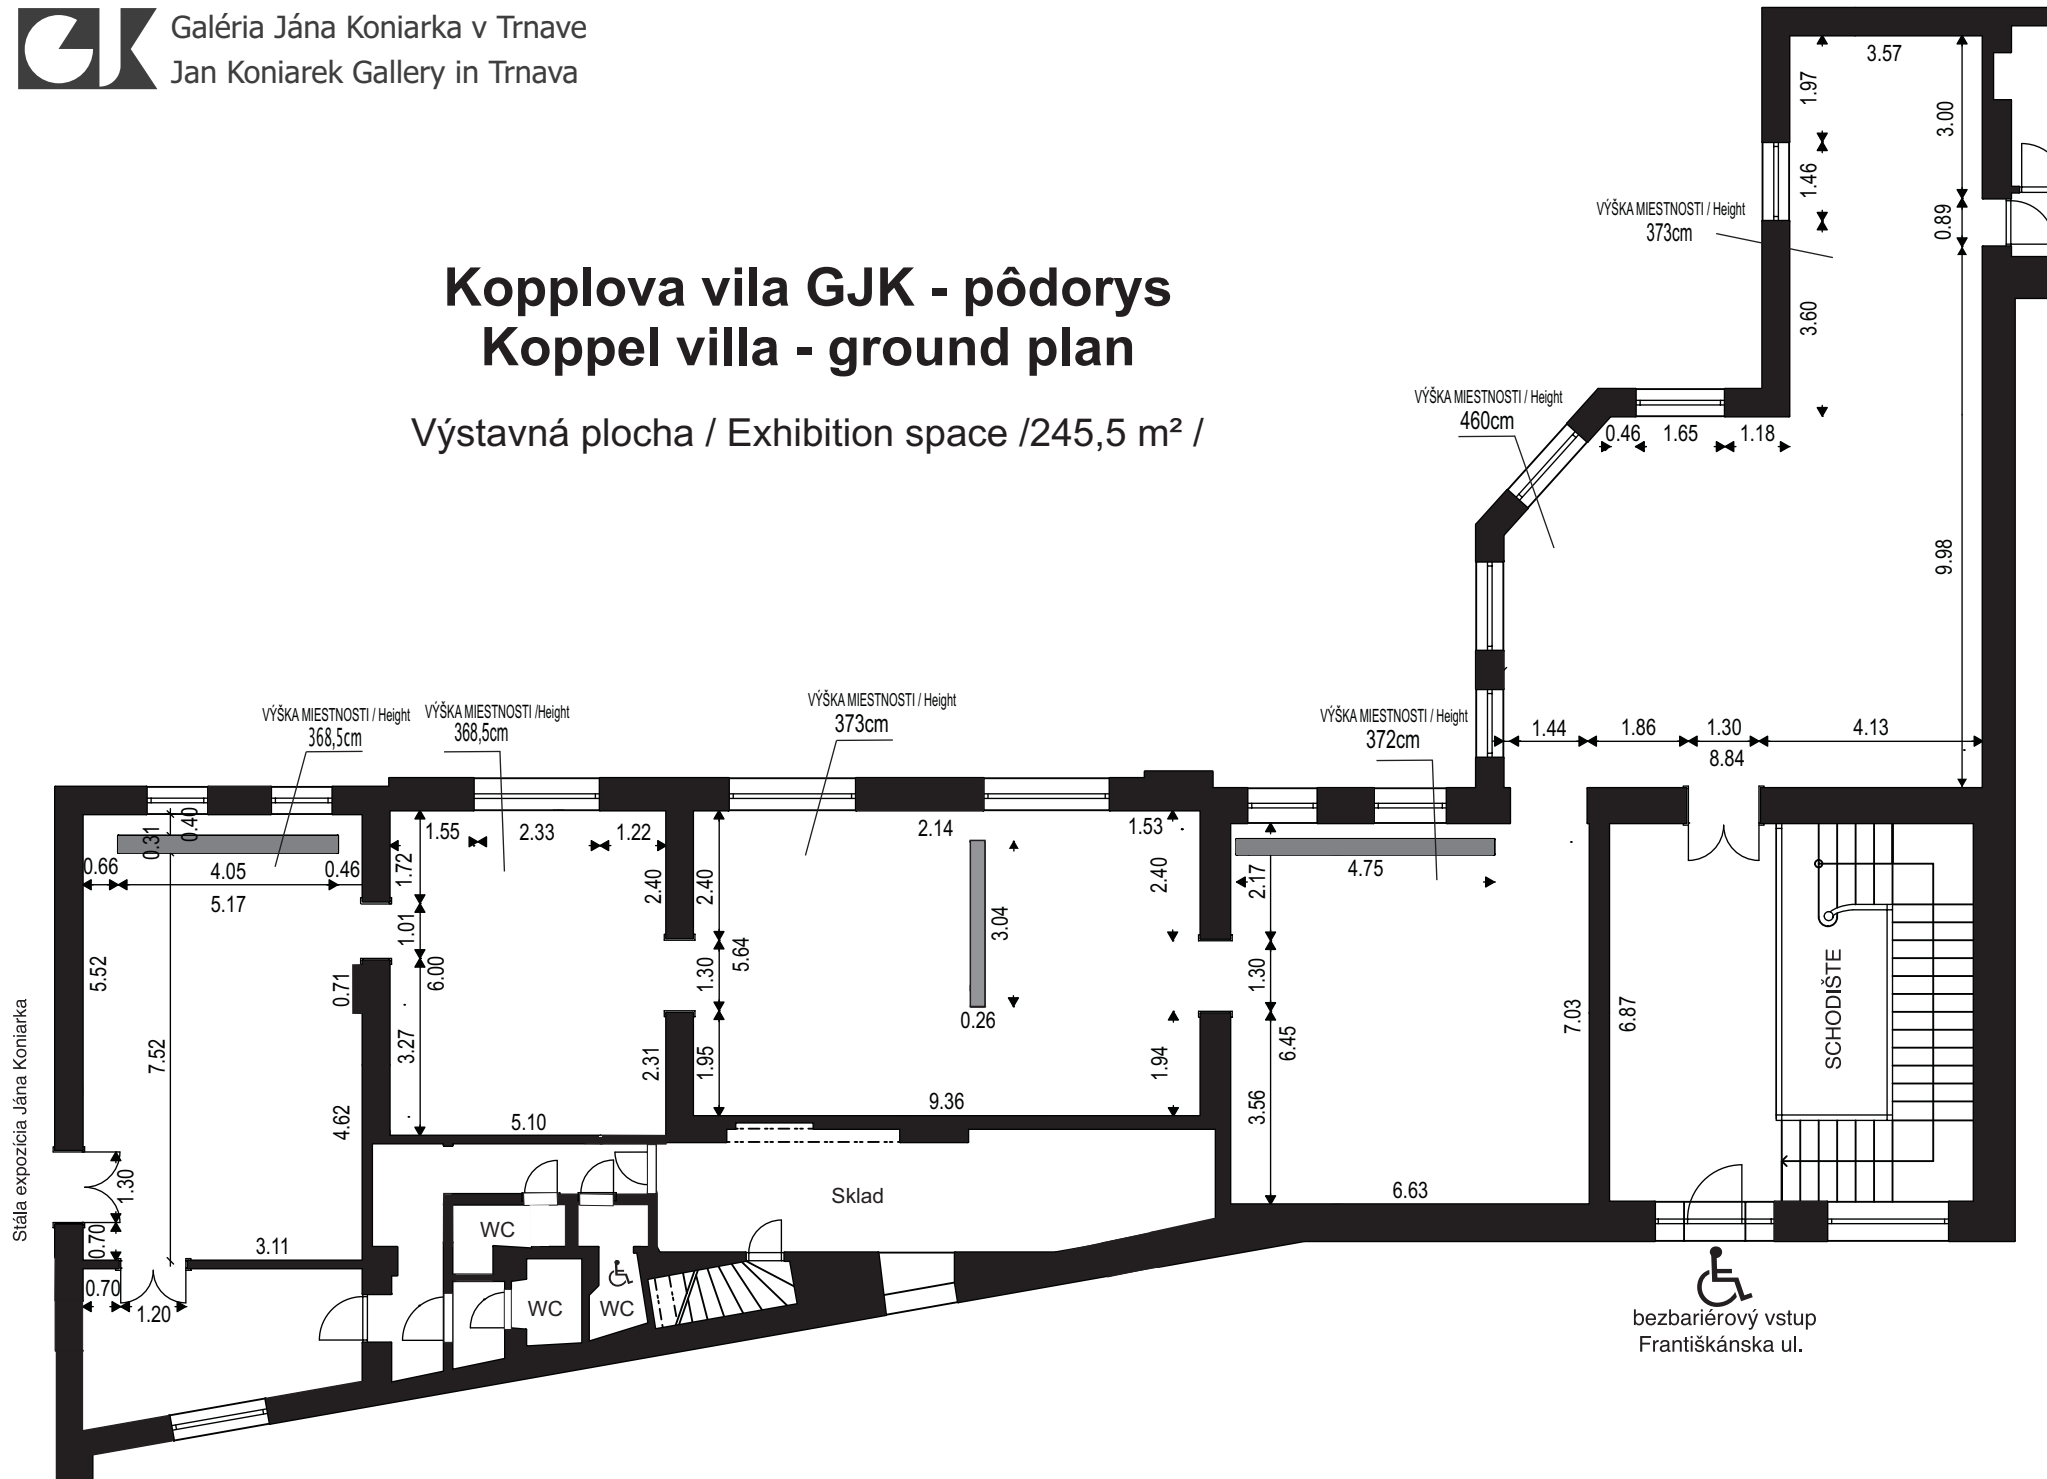 Galéria Jána Koniarka v Trnave
Jan Koniarek Gallery in Trnava
Kopplova vila GJK - pôdorys
Koppel villa - ground plan
Výstavná plocha / Exhibition space /245,5 m² /
3.57
1.97
3.00
1.46
VÝŠKA MIESTNOSTI / Height
373cm
0.89
3.60
VÝŠKA MIESTNOSTI / Height
460cm
0.46 1.65 1.18
9.98
1.44 1.86 1.30 4.13
8.84
VÝŠKA MIESTNOSTI / Height
368,5cm
VÝŠKA MIESTNOSTI /Height
368,5cm
VÝŠKA MIESTNOSTI / Height
373cm
VÝŠKA MIESTNOSTI / Height
372cm
0.40
0.31
0.66 4.05 0.46
5.17
5.52
7.52
0.71
4.62
1.30
0.70
3.11
0.70
1.20
Stála expozícia Jána Koniarka
1.55 2.33 1.22
1.72
1.01
6.00
3.27
2.40
2.31
5.10
2.40
1.30
5.64
1.95
2.14
1.53
3.04
0.26
2.40
1.94
9.36
2.17
4.75
1.30
6.45
3.56
7.03
6.63
6.87
SCHODIŠTE
Sklad
WC
WC
WC
bezbariérový vstup
Františkánska ul.